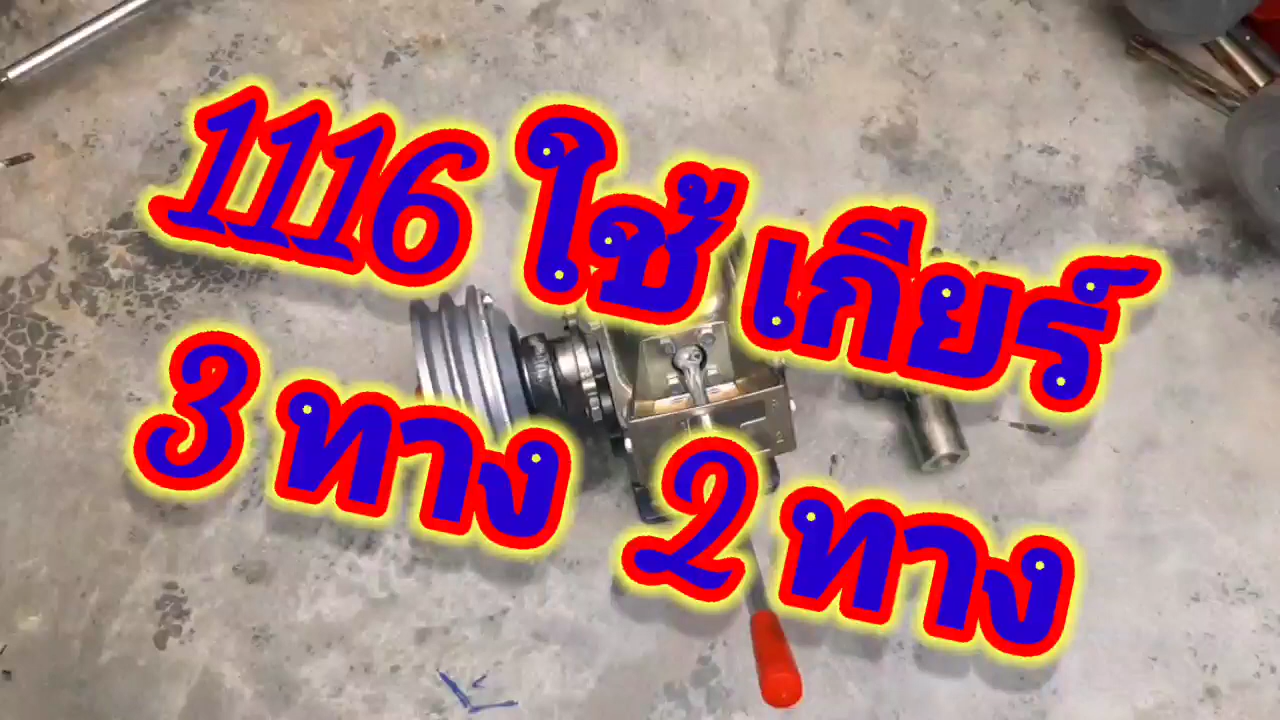 1116 ใช้ เกียร์
3 ทาง 2 ทาง